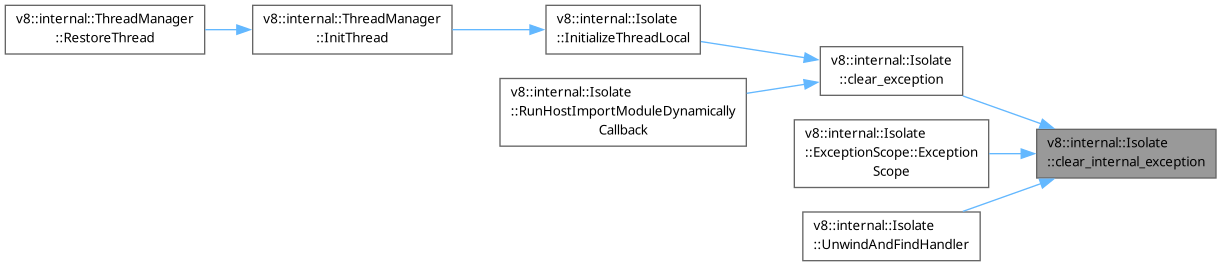 v8::internal::ThreadManager
::RestoreThread
v8::internal::ThreadManager
::InitThread
v8::internal::Isolate
::InitializeThreadLocal
v8::internal::Isolate
::clear_exception
v8::internal::Isolate
::RunHostImportModuleDynamically
Callback
v8::internal::Isolate
::ExceptionScope::Exception
Scope
v8::internal::Isolate
::clear_internal_exception
v8::internal::Isolate
::UnwindAndFindHandler